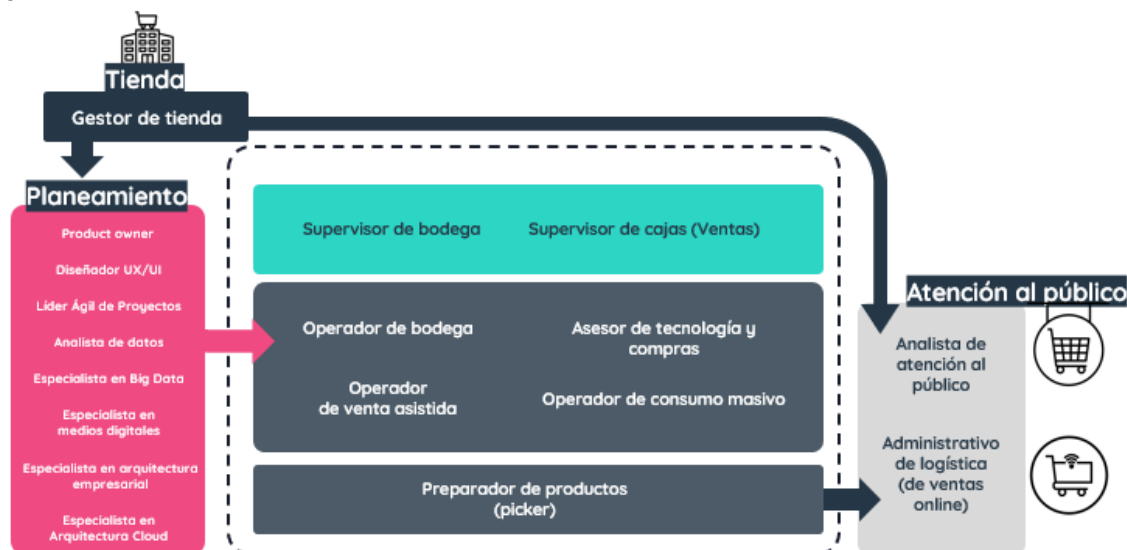 Tienda
Gestor de tienda
Planeamiento
Product owner
Diseñador UX/UI
Líder Ágil de Proyectos
Analista de datos
Especialista en Big Data
Especialista en
medios digitales
Especialista en arquitectura
empresarial
Especialista en
Arquitectura Cloud
Supervisor de bodega
Supervisor de cajas (Ventas)
Operador de bodega
Asesor de tecnología y
compras
Operador
de venta asistida
Operador de consumo masivo
Preparador de productos
(picker)
Atención al público
Analista de
atención al
público
Administrativo
de logística
(de ventas
online)